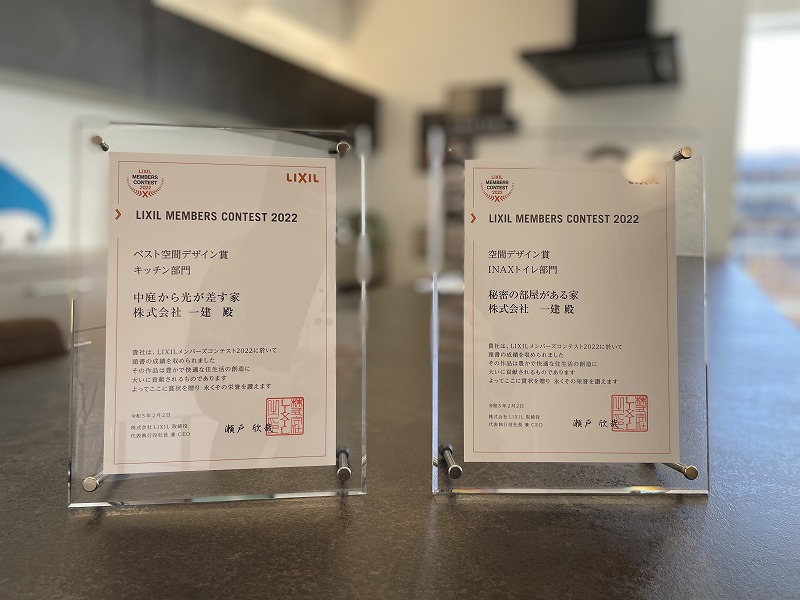 LIXIL
MEMBERS
CONTEST
2022
LIXIL
LIXIL MEMBERS CONTEST 2022
ベスト空間デザイン賞
キッチン部門
中庭から光が差す家
株式会社 一建 殿
貴社は、LIXILメンバーズコンテスト2022に於いて
頭書の成績を収められました
その作品は豊かで快適な住生活の創造に
大いに貢献されるものであります
よってここに賞状を贈り 永くその栄誉を讃えます
令和5年2月2日
株式会社 LIXIL 取締役
代表執行役社長 兼 CEO
瀬戸 欣哉
LIXIL
MEMBERS
CONTEST
2022
LIXIL MEMBERS CONTEST 2022
空間デザイン賞
INAXトイレ部門
秘密の部屋がある家
株式会社 一建 殿
貴社は、LIXILメンバーズコンテスト2022に於いて
頭書の成績を収められました
その作品は豊かで快適な住生活の創造に
大いに貢献されるものであります
よってここに賞状を贈り 永くその栄誉を讃えます
令和5年2月2日
株式会社 LIXIL 取締役
代表執行役社長 兼 CEO
瀬戸 欣哉